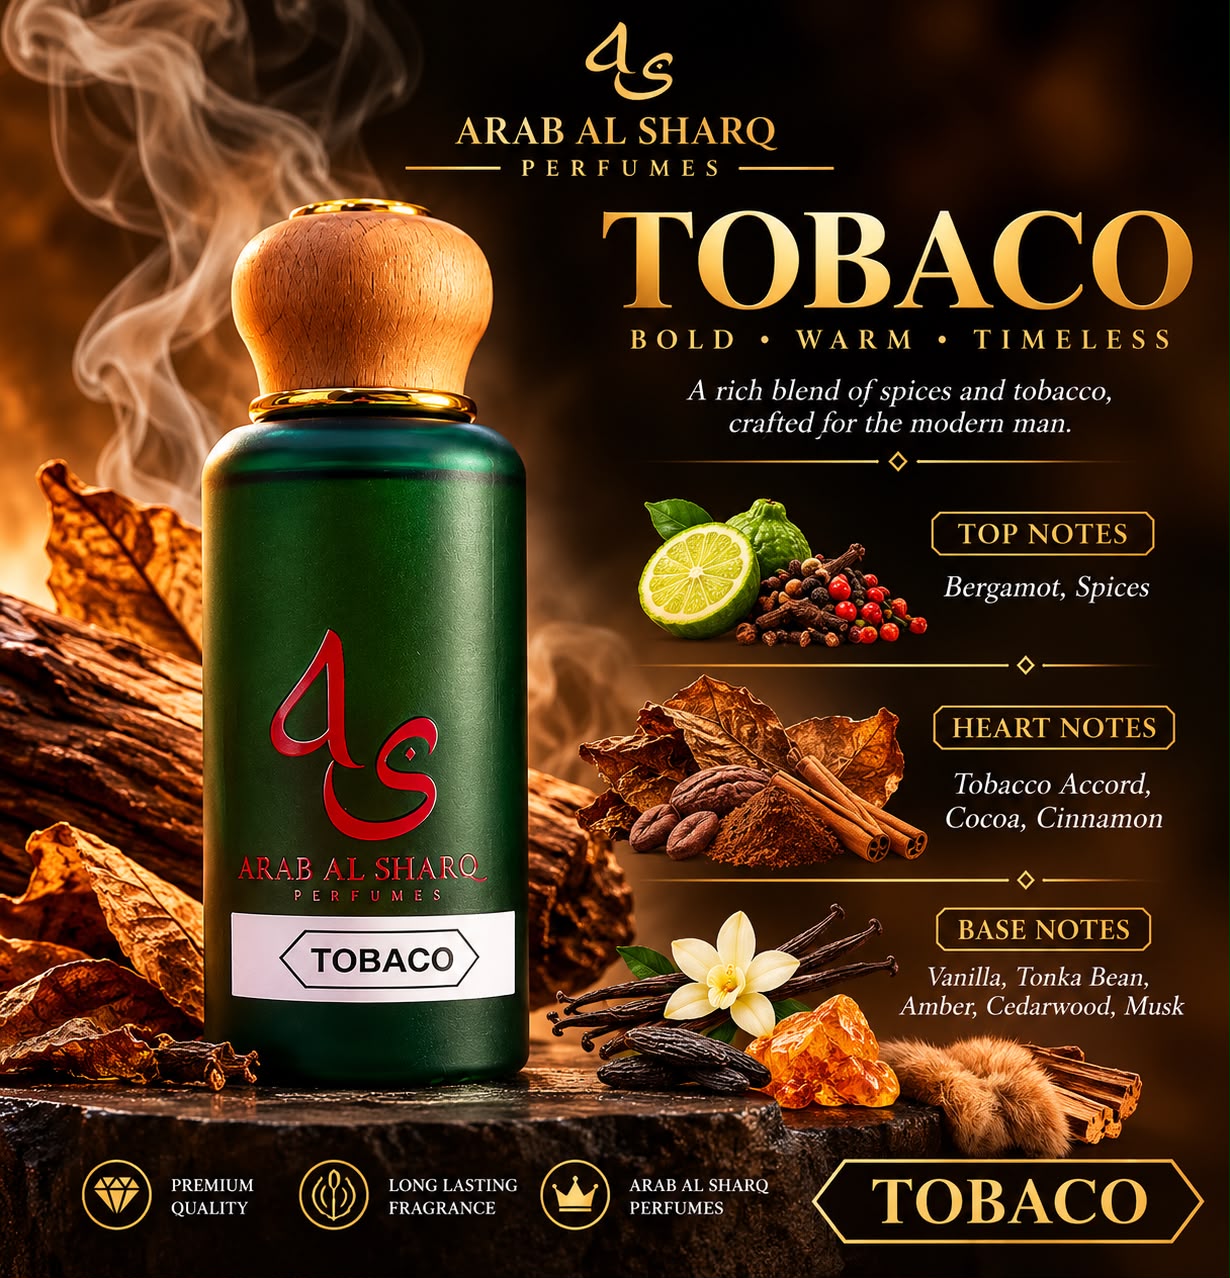 as
ARAB AL SHARQ
PERFUMES
TOBACO
BOLD • WARM • TIMELESS
A rich blend of spices and tobacco,
crafted for the modern man.
TOP NOTES
Bergamot, Spices
HEART NOTES
Tobacco Accord,
Cocoa, Cinnamon
BASE NOTES
Vanilla, Tonka Bean,
Amber, Cedarwood, Musk
as
ARAB AL SHARQ
PERFUMES
TOBACO
PREMIUM
QUALITY
LONG LASTING
FRAGRANCE
ARAB AL SHARQ
PERFUMES
TOBACO